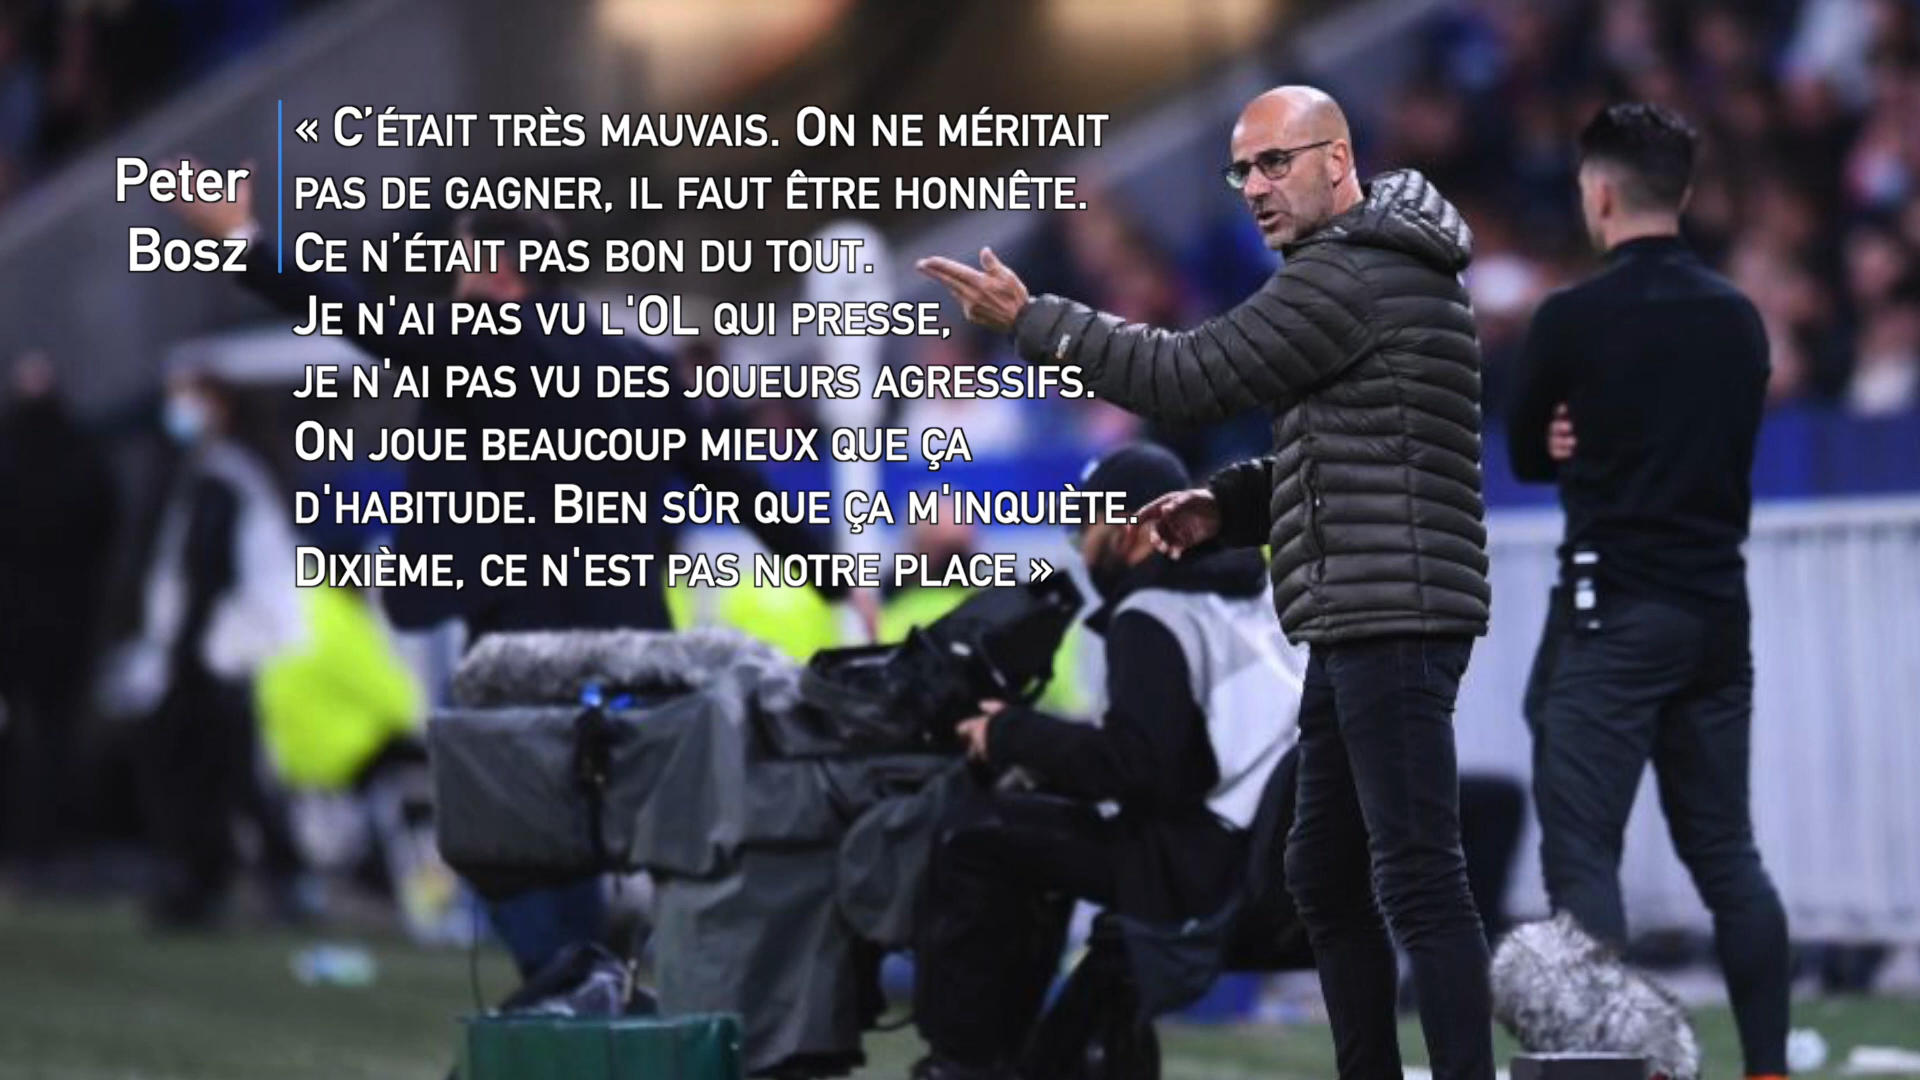 Peter
Bosz
« C’ÉTAIT TRÈS MAUVAIS. ON NE MÉRITAIT
PAS DE GAGNER, IL FAUT ÊTRE HONNÊTE.
CE N’ÉTAIT PAS BON DU TOUT.
JE N'AI PAS VU L'OL QUI PRESSE,
JE N'AI PAS VU DES JOUEURS AGRESSIFS.
ON JOUE BEAUCOUP MIEUX QUE ÇA
D'HABITUDE. BIEN SÛR QUE ÇA M'INQUIÈTE.
DIXIÈME, CE N'EST PAS NOTRE PLACE »